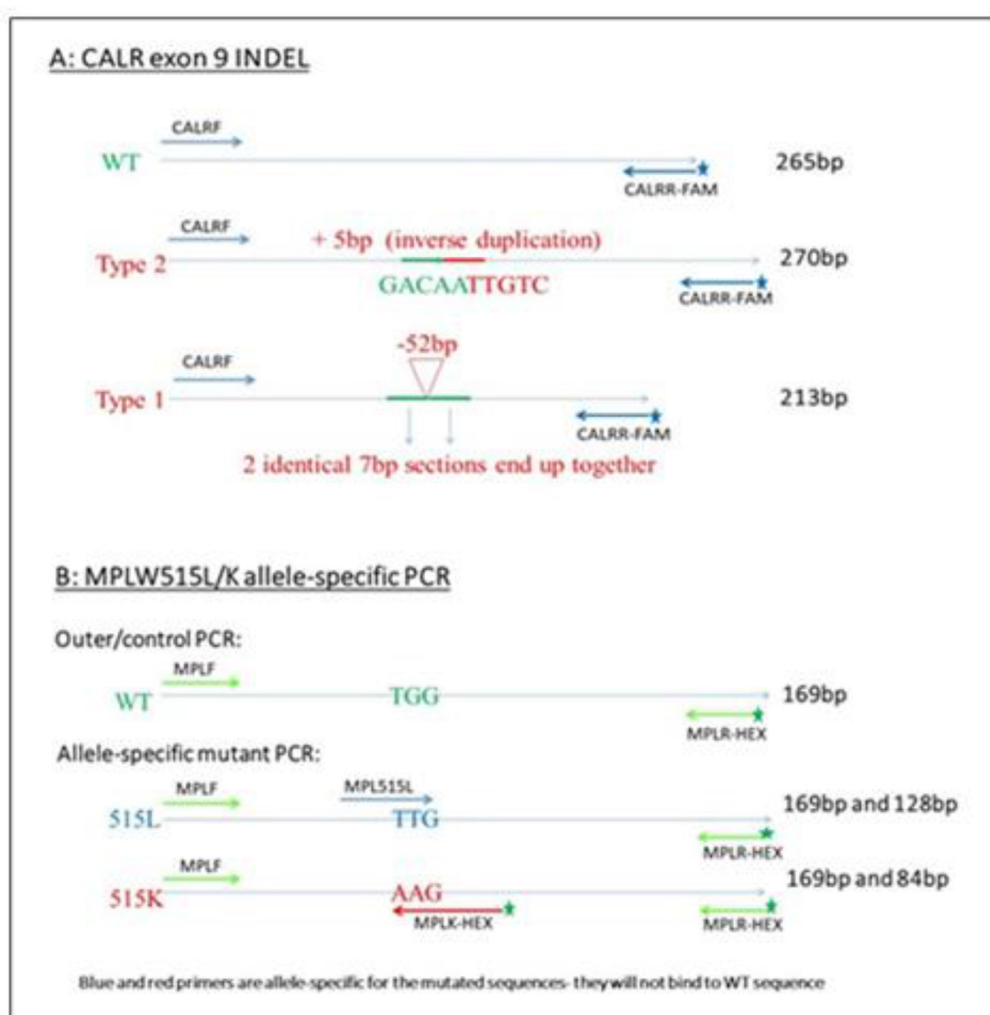 A: CALR exon 9 INDEL
CALRF
WT
265bp
CALRR-FAM
CALRF
+ 5bp (inverse duplication)
Type 2
270bp
GACAATTGTC
CALRR-FAM
-52bp
CALRF
Type 1
213bp
CALRR-FAM
2 identical 7bp sections end up together
B: MPLW515L/K allele-specific PCR
Outer/control PCR:
MPLF
WT
TGG
169bp
MPLR-HEX
Allele-specific mutant PCR:
MPLF
MPL515L
515L
TTG
169bp and 128bp
MPLR-HEX
MPLF
169bp and 84bp
515K
AAG
MPLK-HEX
MPLR-HEX
Blue and red primers are allele-specific for the mutated sequences- they will not bind to WT sequence